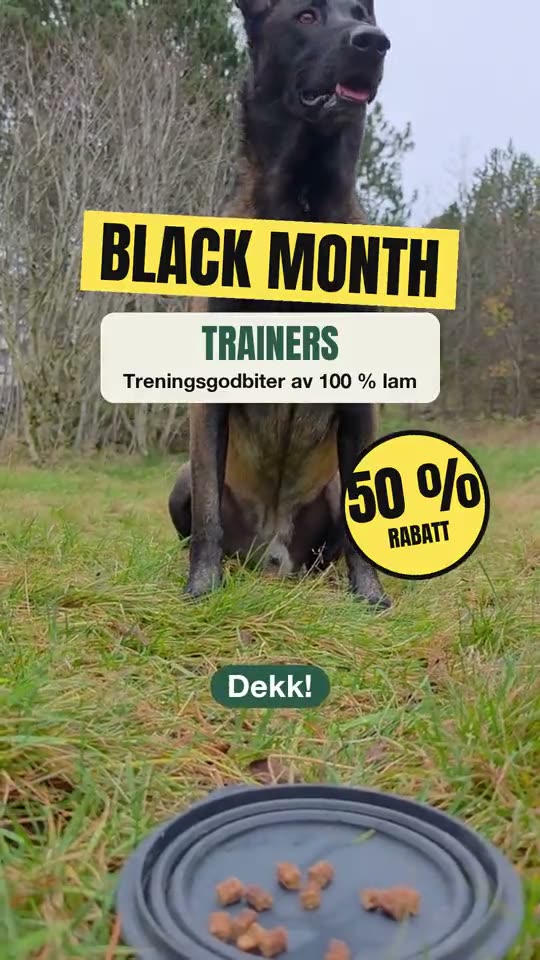 BLACK MONTH
TRAINERS
Treningsgodbiter av 100 % lam
50 %
RABATT
Dekk!